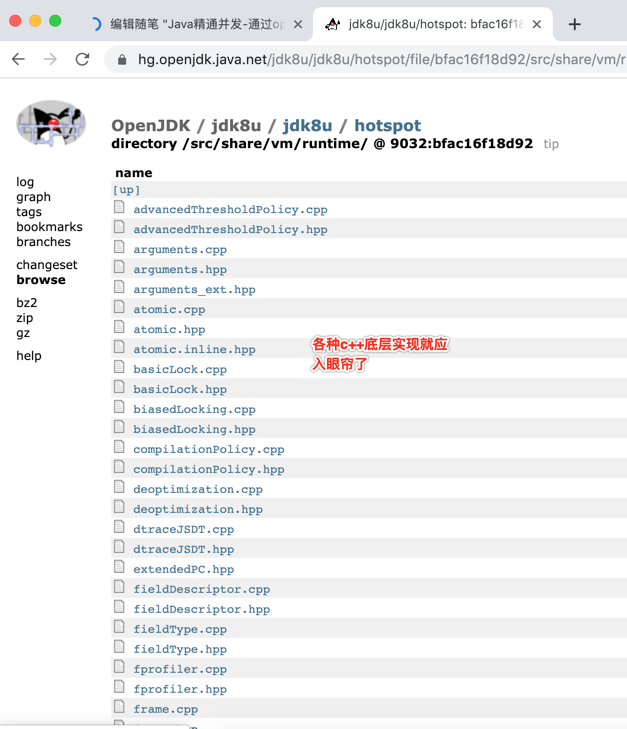 编辑随笔 "Java精通并发-通过op
jdk8u/jdk8u/hotspot: bfac16f18
hg.openjdk.java.net/jdk8u/jdk8u/hotspot/file/bfac16f18d92/src/share/vm/r
OpenJDK / jdk8u / jdk8u / hotspot
directory /src/share/vm/runtime/ @ 9032:bfac16f18d92 tip
log
graph
tags
bookmarks
branches
changeset
browse
bz2
zip
gz
help
name
[up]
advancedThresholdPolicy.cpp
advancedThresholdPolicy.hpp
arguments.cpp
arguments.hpp
arguments_ext.hpp
atomic.cpp
atomic.hpp
atomic.inline.hpp
各种c++底层实现就应
入眼帘了
basicLock.cpp
basicLock.hpp
biasedLocking.cpp
biasedLocking.hpp
compilationPolicy.cpp
compilationPolicy.hpp
deoptimization.cpp
deoptimization.hpp
dtraceJSDT.cpp
dtraceJSDT.hpp
extendedPC.hpp
fieldDescriptor.cpp
fieldDescriptor.hpp
fieldType.cpp
fieldType.hpp
fprofiler.cpp
fprofiler.hpp
frame.cpp